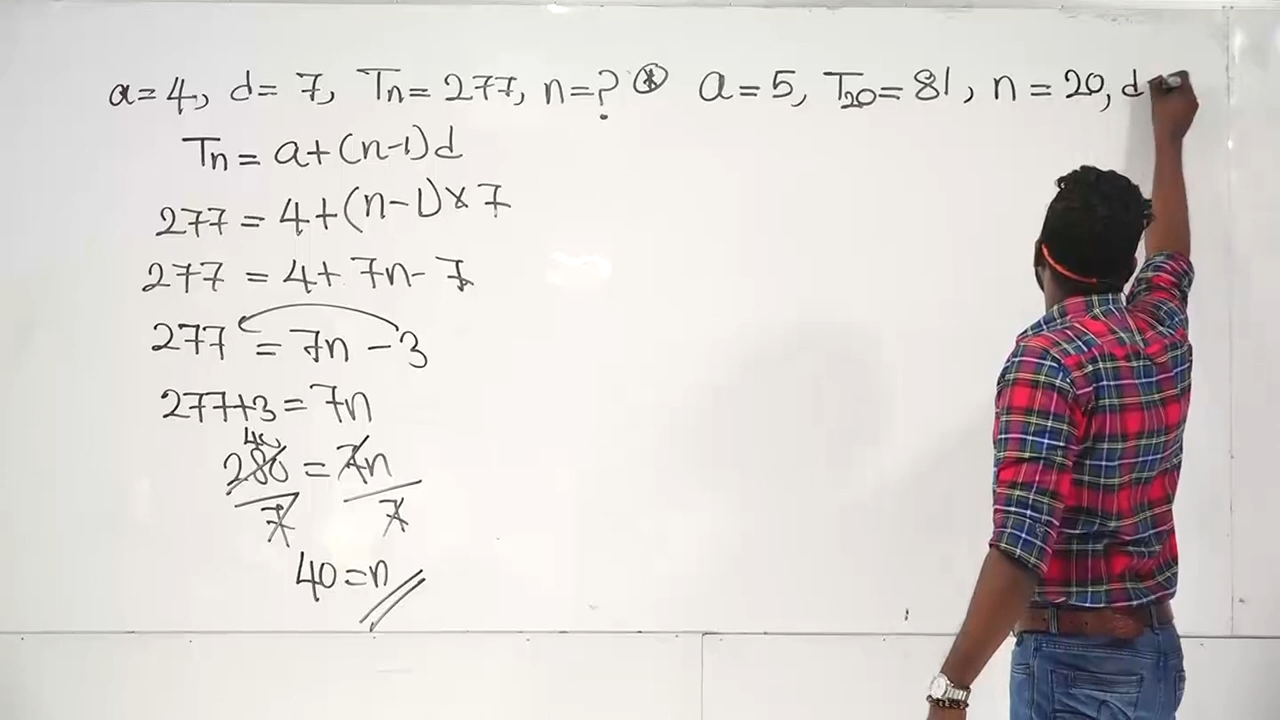 a = 4, d = 7, Tn = 277, n = ? * a = 5, T20 = 81, n = 20, d
Tn = a + (n-1)d
277 = 4 + (n-1) × 7
277 = 4 + 7n - 7
277 = 7n - 3
277+3 = 7n
40
280 = 7n
7 7
40 = n